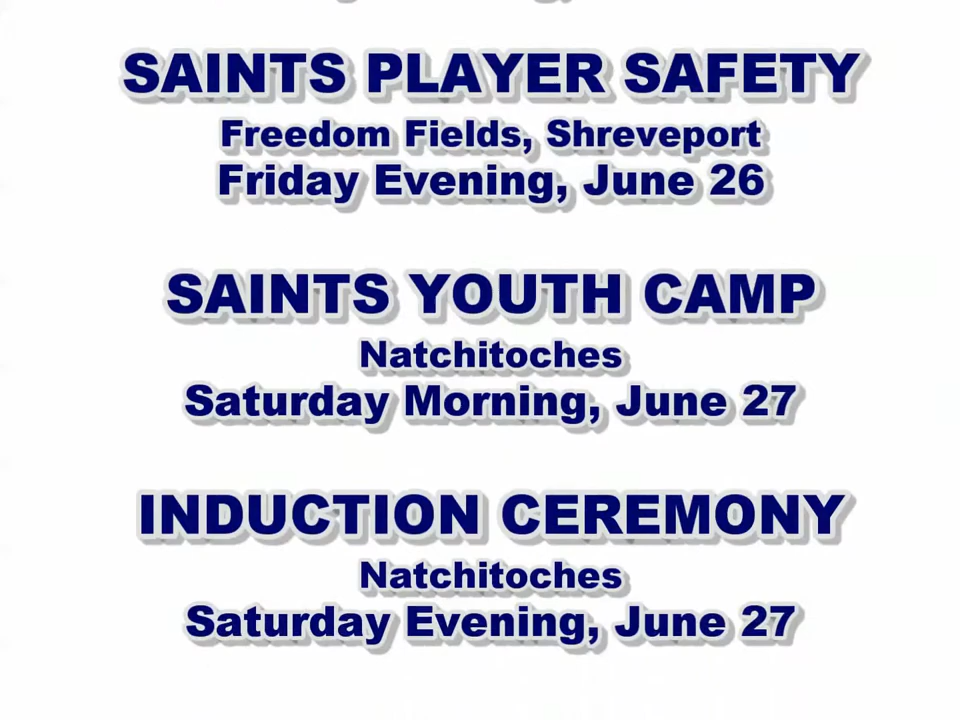 SAINTS PLAYER SAFETY
Freedom Fields, Shreveport
Friday Evening, June 26
SAINTS YOUTH CAMP
Natchitoches
Saturday Morning, June 27
INDUCTION CEREMONY
Natchitoches
Saturday Evening, June 27